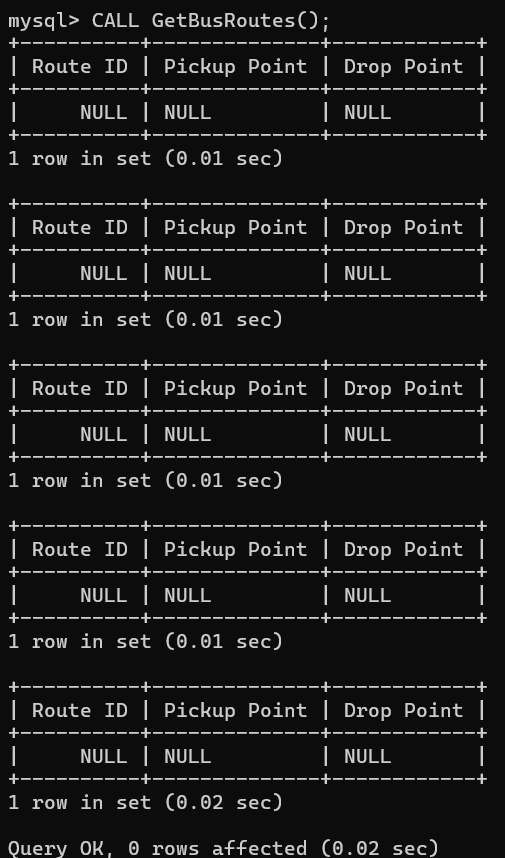 mysql> CALL GetBusRoutes();
+----------+---------------+------------+
| Route ID | Pickup Point | Drop Point |
+----------+---------------+------------+
|     NULL | NULL         | NULL       |
+----------+---------------+------------+
1 row in set (0.01 sec)

+----------+---------------+------------+
| Route ID | Pickup Point | Drop Point |
+----------+---------------+------------+
|     NULL | NULL         | NULL       |
+----------+---------------+------------+
1 row in set (0.01 sec)

+----------+---------------+------------+
| Route ID | Pickup Point | Drop Point |
+----------+---------------+------------+
|     NULL | NULL         | NULL       |
+----------+---------------+------------+
1 row in set (0.01 sec)

+----------+---------------+------------+
| Route ID | Pickup Point | Drop Point |
+----------+---------------+------------+
|     NULL | NULL         | NULL       |
+----------+---------------+------------+
1 row in set (0.01 sec)

+----------+---------------+------------+
| Route ID | Pickup Point | Drop Point |
+----------+---------------+------------+
|     NULL | NULL         | NULL       |
+----------+---------------+------------+
1 row in set (0.02 sec)

Query OK, 0 rows affected (0.02 sec)